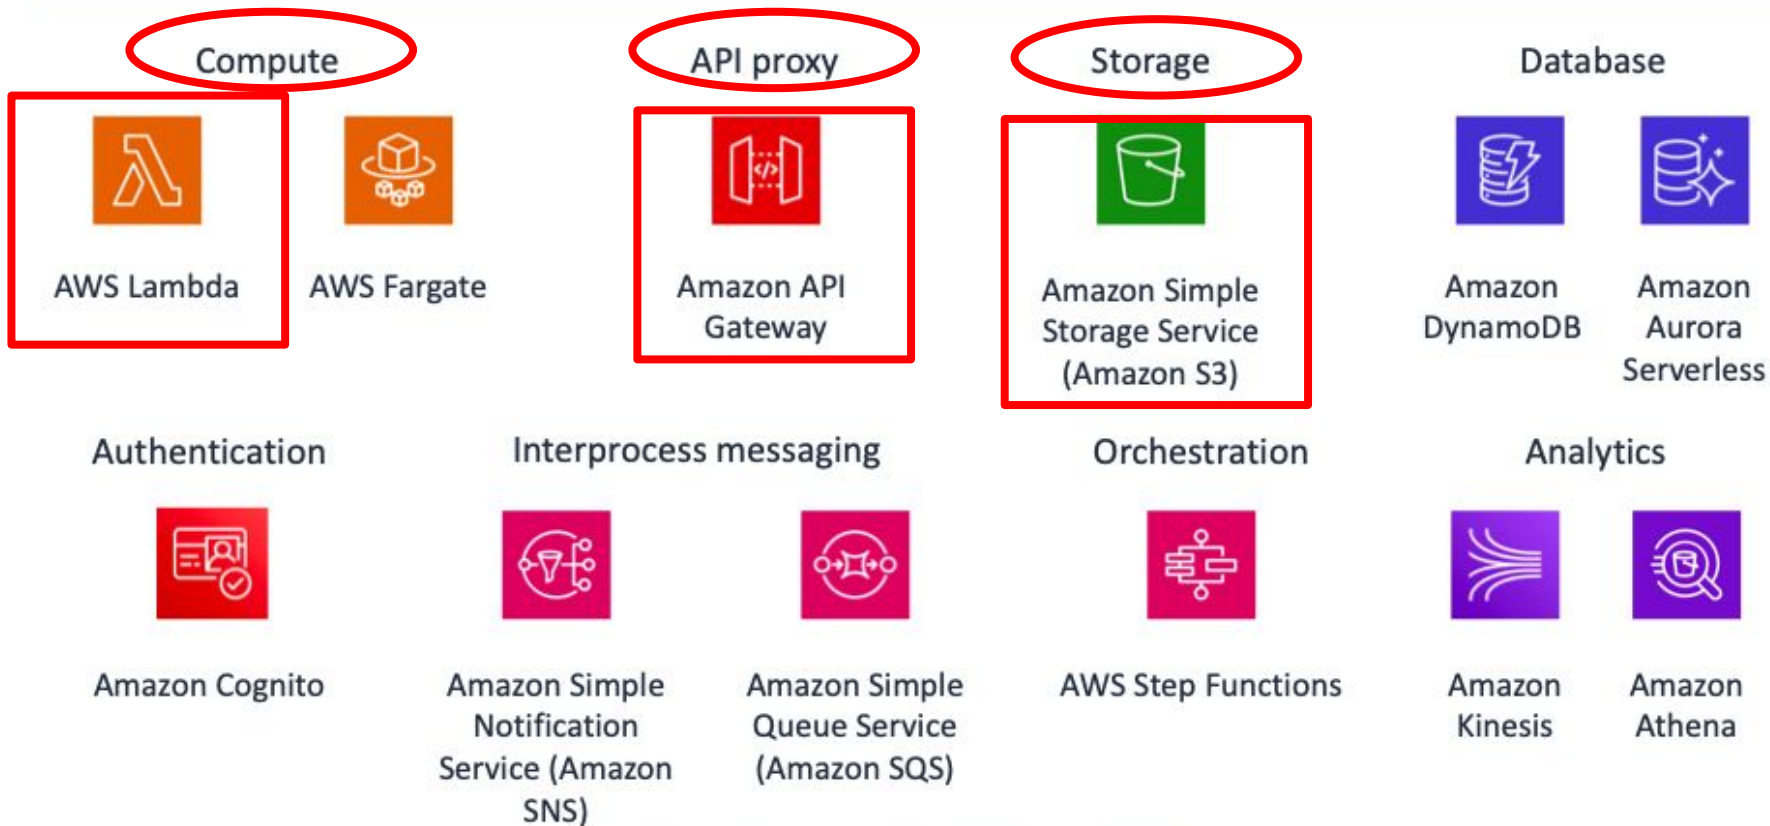 Compute
API proxy
Storage
Database
AWS Lambda
AWS Fargate
Amazon API
Gateway
Amazon Simple
Storage Service
(Amazon S3)
Amazon
DynamoDB
Amazon
Aurora
Serverless
Authentication
Interprocess messaging
Orchestration
Analytics
Amazon Cognito
Amazon Simple
Notification
Service (Amazon
SNS)
Amazon Simple
Queue Service
(Amazon SQS)
AWS Step Functions
Amazon
Kinesis
Amazon
Athena